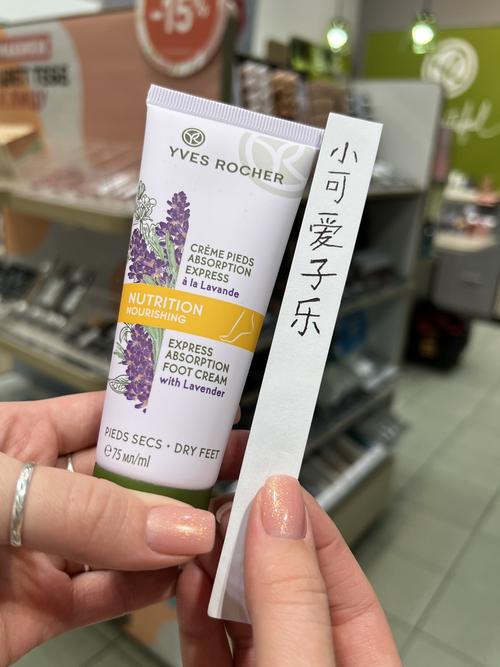 -15%
YVES ROCHER
CRÈME PIEDS
ABSORPTION
EXPRESS
à la Lavande
NUTRITION
NOURISHING
EXPRESS
ABSORPTION
FOOT CREAM
with Lavender
PIEDS SECS • DRY FEET
℮75 мл/ml
小可爱子乐